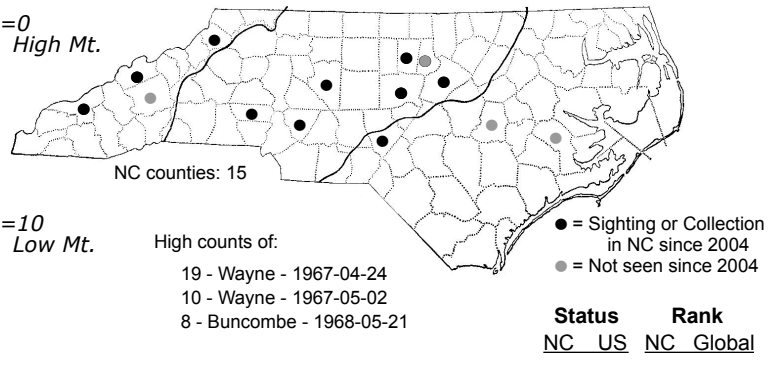 =0
High Mt.
NC counties: 15
=10
Low Mt.
High counts of:
19 - Wayne - 1967-04-24
10 - Wayne - 1967-05-02
8 - Buncombe - 1968-05-21
= Sighting or Collection
in NC since 2004
= Not seen since 2004
Status Rank
NC US NC Global